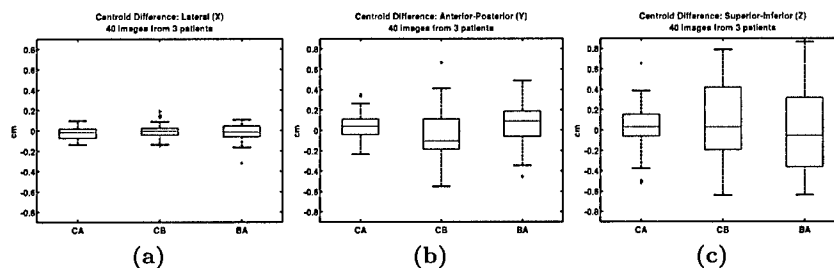 Centroid Difference: Lateral (X)
40 images from 3 patients
0.8
0.6
0.4
0.2
0
-0.2
-0.4
-0.6
-0.8
cm
CA CB BA
(a)
Centroid Difference: Anterior-Posterior (Y)
40 images from 3 patients
0.8
0.6
0.4
0.2
0
-0.2
-0.4
-0.6
-0.8
cm
CA CB BA
(b)
Centroid Difference: Superior-Inferior (Z)
40 images from 3 patients
0.8
0.6
0.4
0.2
0
-0.2
-0.4
-0.6
-0.8
cm
CA CB BA
(c)